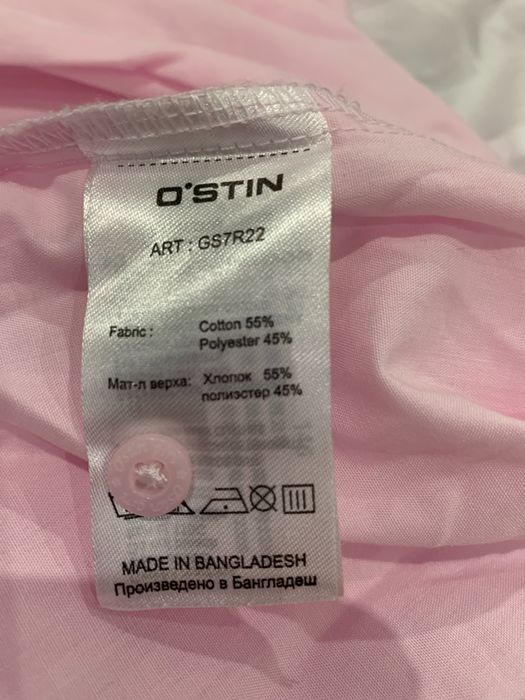 O'STIN
ART : GS7R22
Fabric : Cotton 55%
Polyester 45%
Мат-л верха: Хлопок 55%
полиэстер 45%
MADE IN BANGLADESH
Произведено в Бангладеш